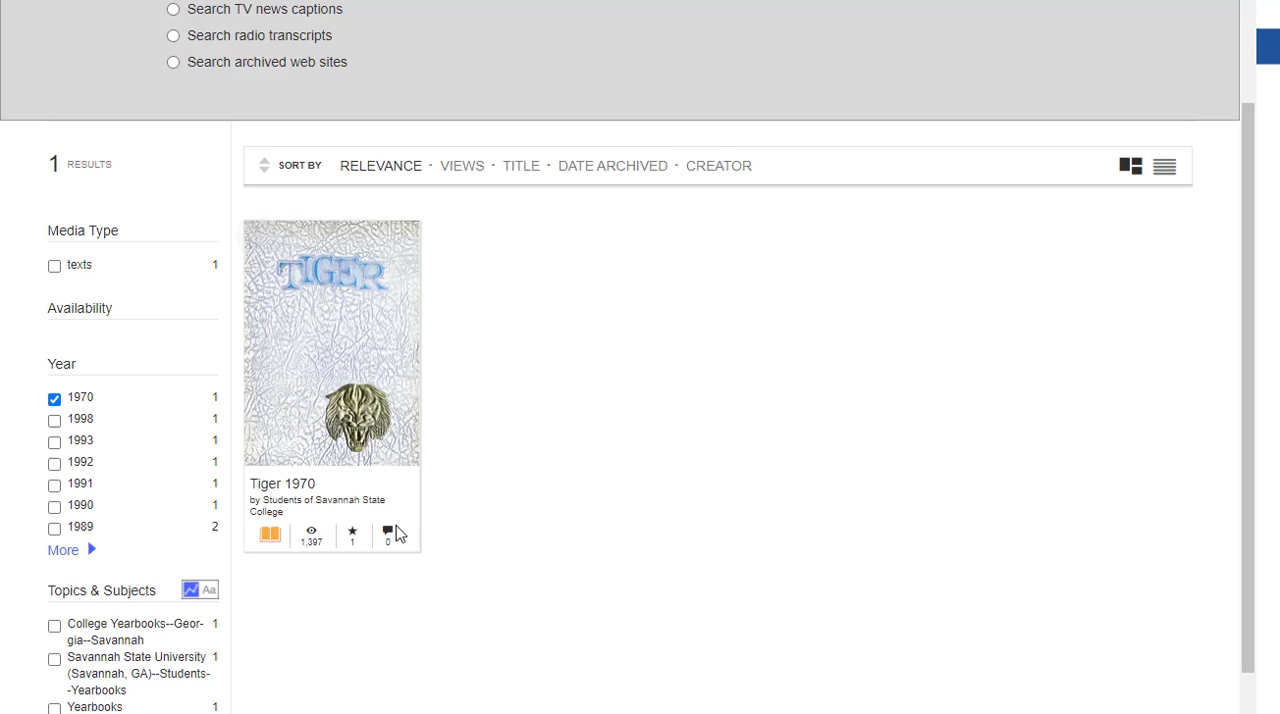 Search TV news captions
Search radio transcripts
Search archived web sites
1 RESULTS
SORT BY RELEVANCE · VIEWS · TITLE · DATE ARCHIVED · CREATOR
Media Type
texts 1
Availability
Year
1970 1
1998 1
1993 1
1992 1
1991 1
1990 1
1989 2
More
Topics & Subjects Aa
College Yearbooks--Geor- 1
gia--Savannah
Savannah State University 1
(Savannah, GA)--Students-
-Yearbooks
Yearbooks 1
TIGER
Tiger 1970
by Students of Savannah State
College
1,397 1 0